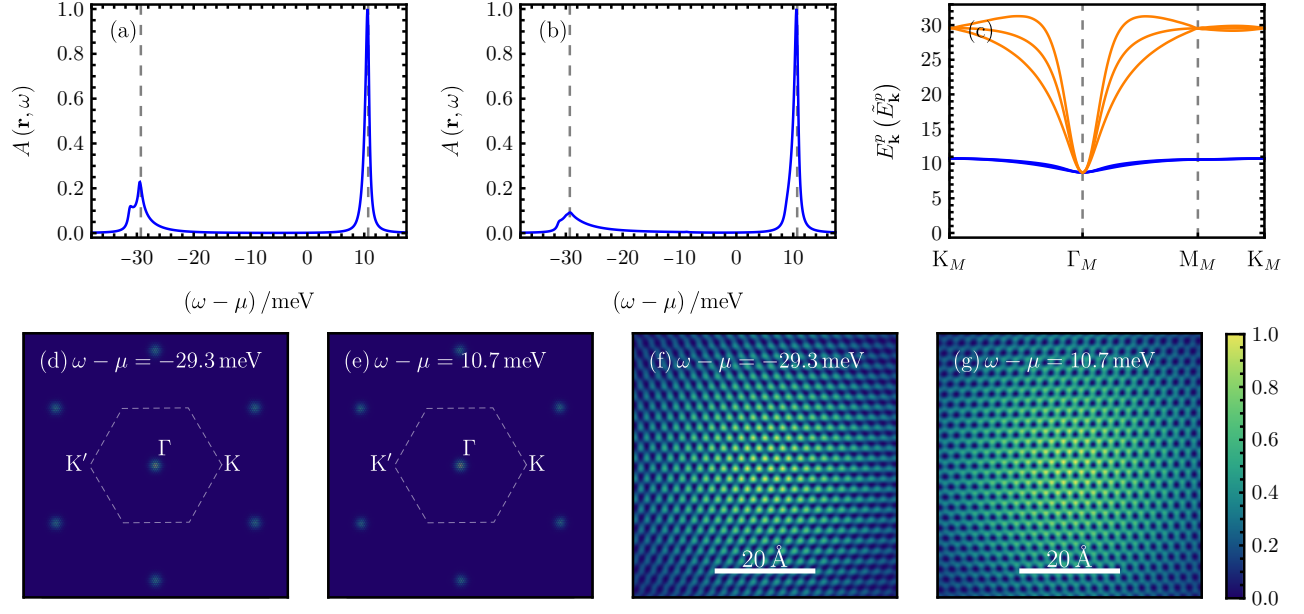 (a)
A (r, ω)
1.0
0.8
0.6
0.4
0.2
0.0
−30 −20 −10 0 10
(ω − μ) /meV
(b)
A (r, ω)
1.0
0.8
0.6
0.4
0.2
0.0
−30 −20 −10 0 10
(ω − μ) /meV
(c)
E^p_k (Ẽ^p_k)
30
25
20
15
10
5
0
K_M Γ_M M_M K_M
(d) ω − μ = −29.3 meV
Γ
K′ K
(e) ω − μ = 10.7 meV
Γ
K′ K
(f) ω − μ = −29.3 meV
20 Å
(g) ω − μ = 10.7 meV
20 Å
1.0
0.8
0.6
0.4
0.2
0.0